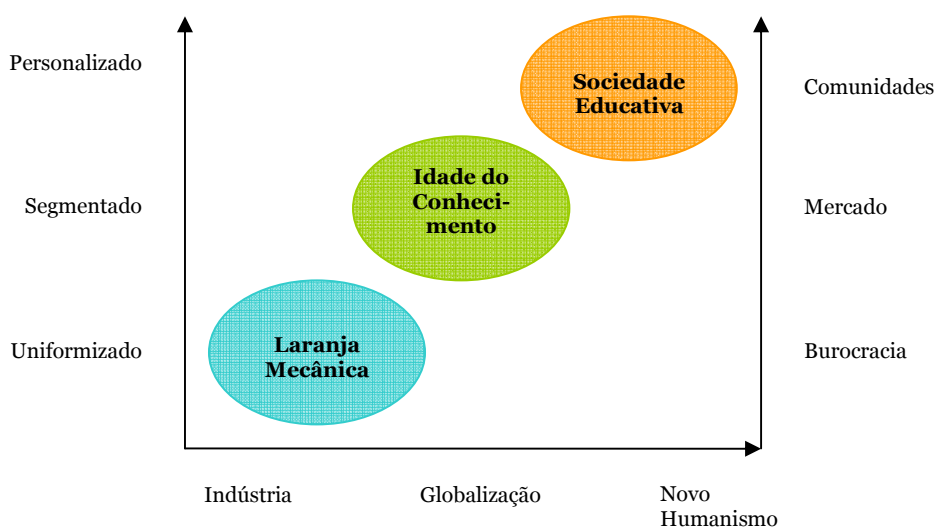 Personalizado
Sociedade
Educativa
Comunidades
Idade do
Conheci-
mento
Segmentado
Mercado
Uniformizado
Laranja
Mecânica
Burocracia
Indústria
Globalização
Novo
Humanismo